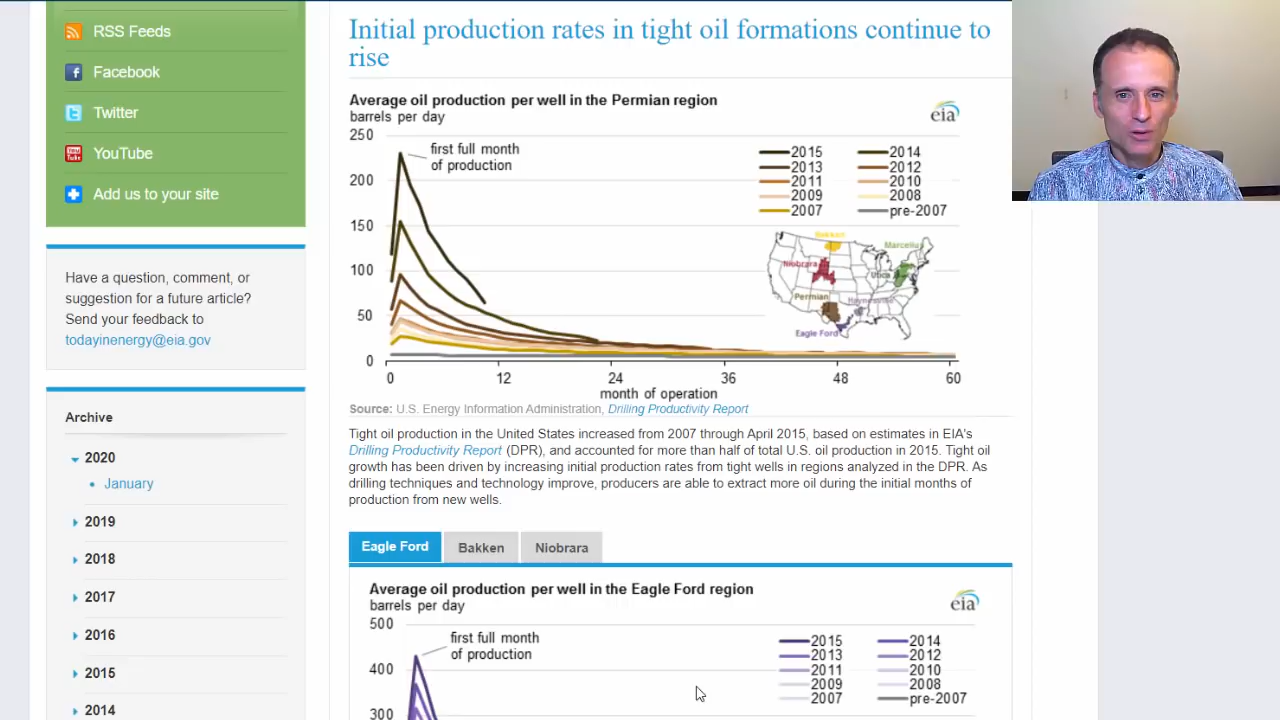 RSS Feeds
Facebook
Twitter
YouTube
Add us to your site
Have a question, comment, or
suggestion for a future article?
Send your feedback to
todayinenergy@eia.gov
Archive
2020
January
2019
2018
2017
2016
2015
2014
Initial production rates in tight oil formations continue to
rise
Average oil production per well in the Permian region
barrels per day
eia
250
200
150
100
50
0
first full month
of production
2015 2014
2013 2012
2011 2010
2009 2008
2007 pre-2007
Bakken
Marcellus
Niobrara
Utica
Permian
Haynesville
Eagle Ford
0 12 24 36 48 60
month of operation
Source: U.S. Energy Information Administration, Drilling Productivity Report
Tight oil production in the United States increased from 2007 through April 2015, based on estimates in EIA's
Drilling Productivity Report (DPR), and accounted for more than half of total U.S. oil production in 2015. Tight oil
growth has been driven by increasing initial production rates from tight wells in regions analyzed in the DPR. As
drilling techniques and technology improve, producers are able to extract more oil during the initial months of
production from new wells.
Eagle Ford Bakken Niobrara
Average oil production per well in the Eagle Ford region
barrels per day
eia
500
400
300
first full month
of production
2015 2014
2013 2012
2011 2010
2009 2008
2007 pre-2007